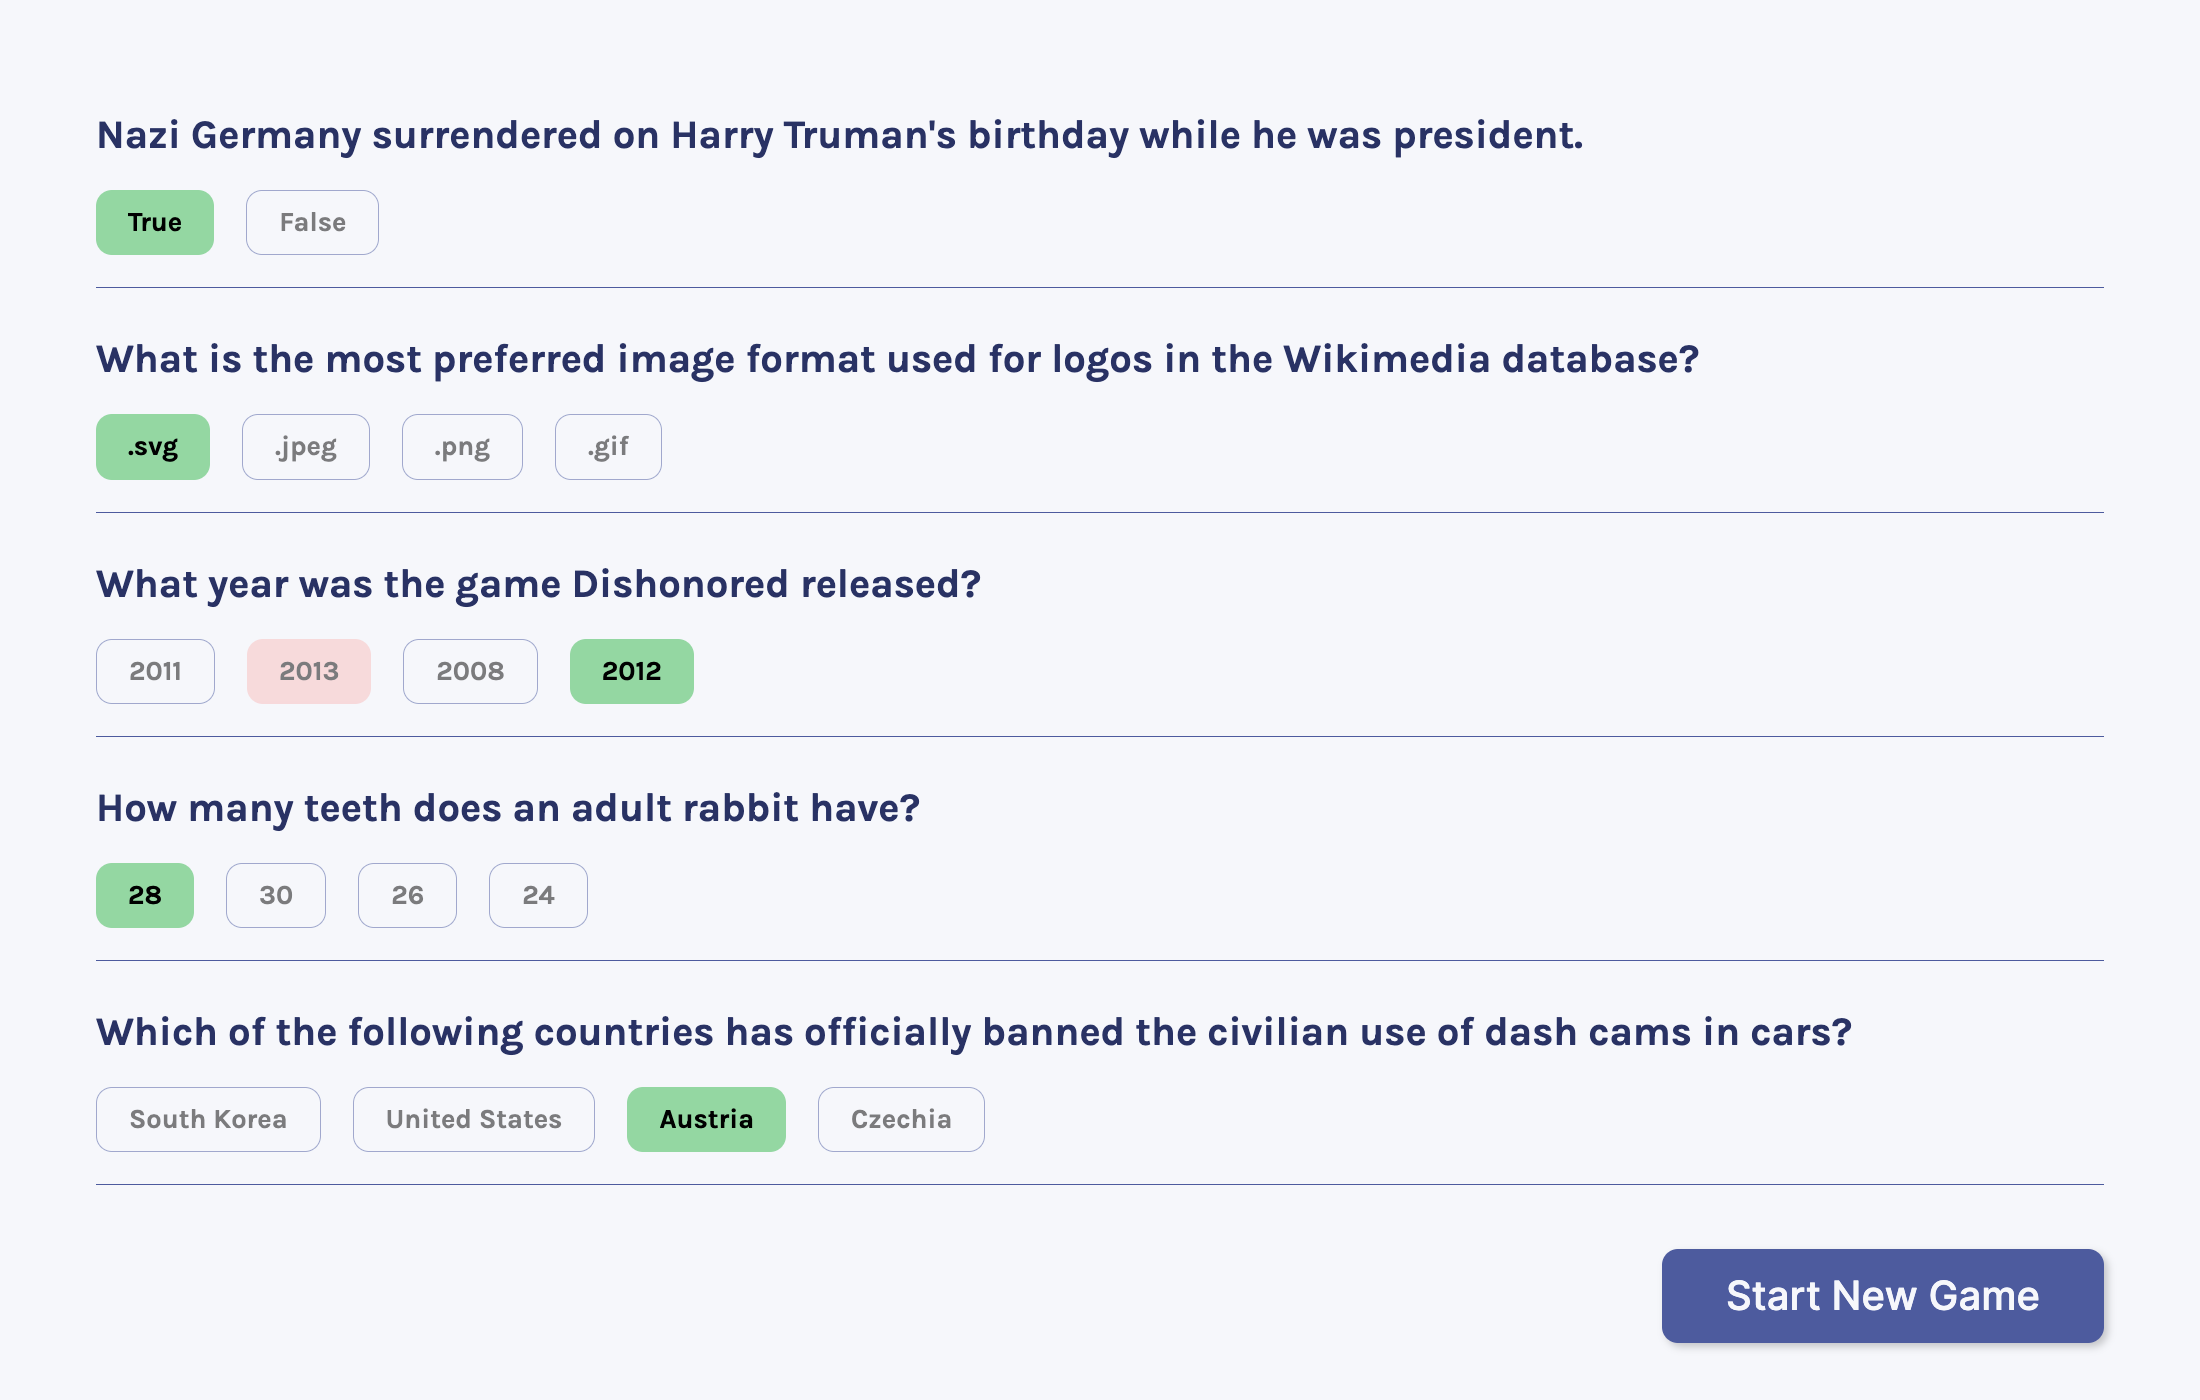 Nazi Germany surrendered on Harry Truman's birthday while he was president.
True False
What is the most preferred image format used for logos in the Wikimedia database?
.svg .jpeg .png .gif
What year was the game Dishonored released?
2011 2013 2008 2012
How many teeth does an adult rabbit have?
28 30 26 24
Which of the following countries has officially banned the civilian use of dash cams in cars?
South Korea United States Austria Czechia
Start New Game